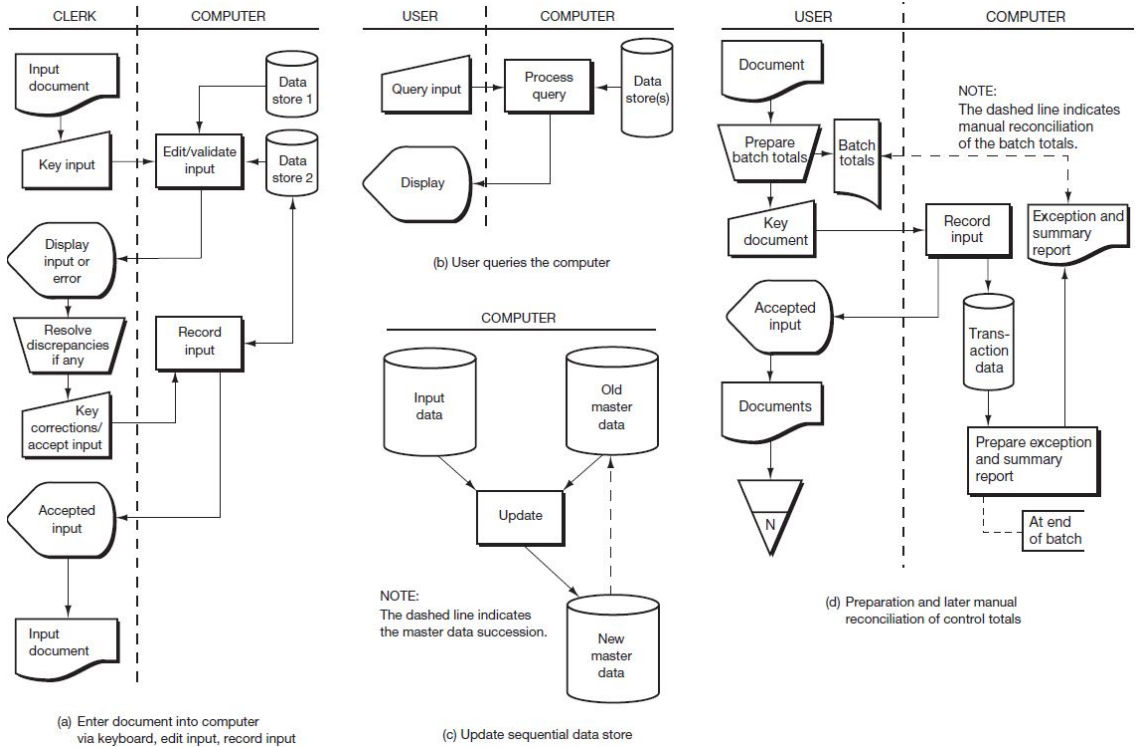 CLERK
COMPUTER
Input
document
Data
store 1
Key input
Edit/validate
input
Data
store 2
Display
input or
error
Resolve
discrepancies
if any
Record
input
Key
corrections/
accept input
Accepted
input
Input
document
(a) Enter document into computer
via keyboard, edit input, record input
USER
COMPUTER
Query input
Process
query
Data
store(s)
Display
(b) User queries the computer
COMPUTER
Input
data
Old
master
data
Update
NOTE:
The dashed line indicates
the master data succession.
New
master
data
(c) Update sequential data store
USER
COMPUTER
Document
NOTE:
The dashed line indicates
manual reconciliation
of the batch totals.
Prepare
batch totals
Batch
totals
Key
document
Record
input
Exception and
summary
report
Accepted
input
Trans-
action
data
Documents
Prepare exception
and summary
report
N
At end
of batch
(d) Preparation and later manual
reconciliation of control totals